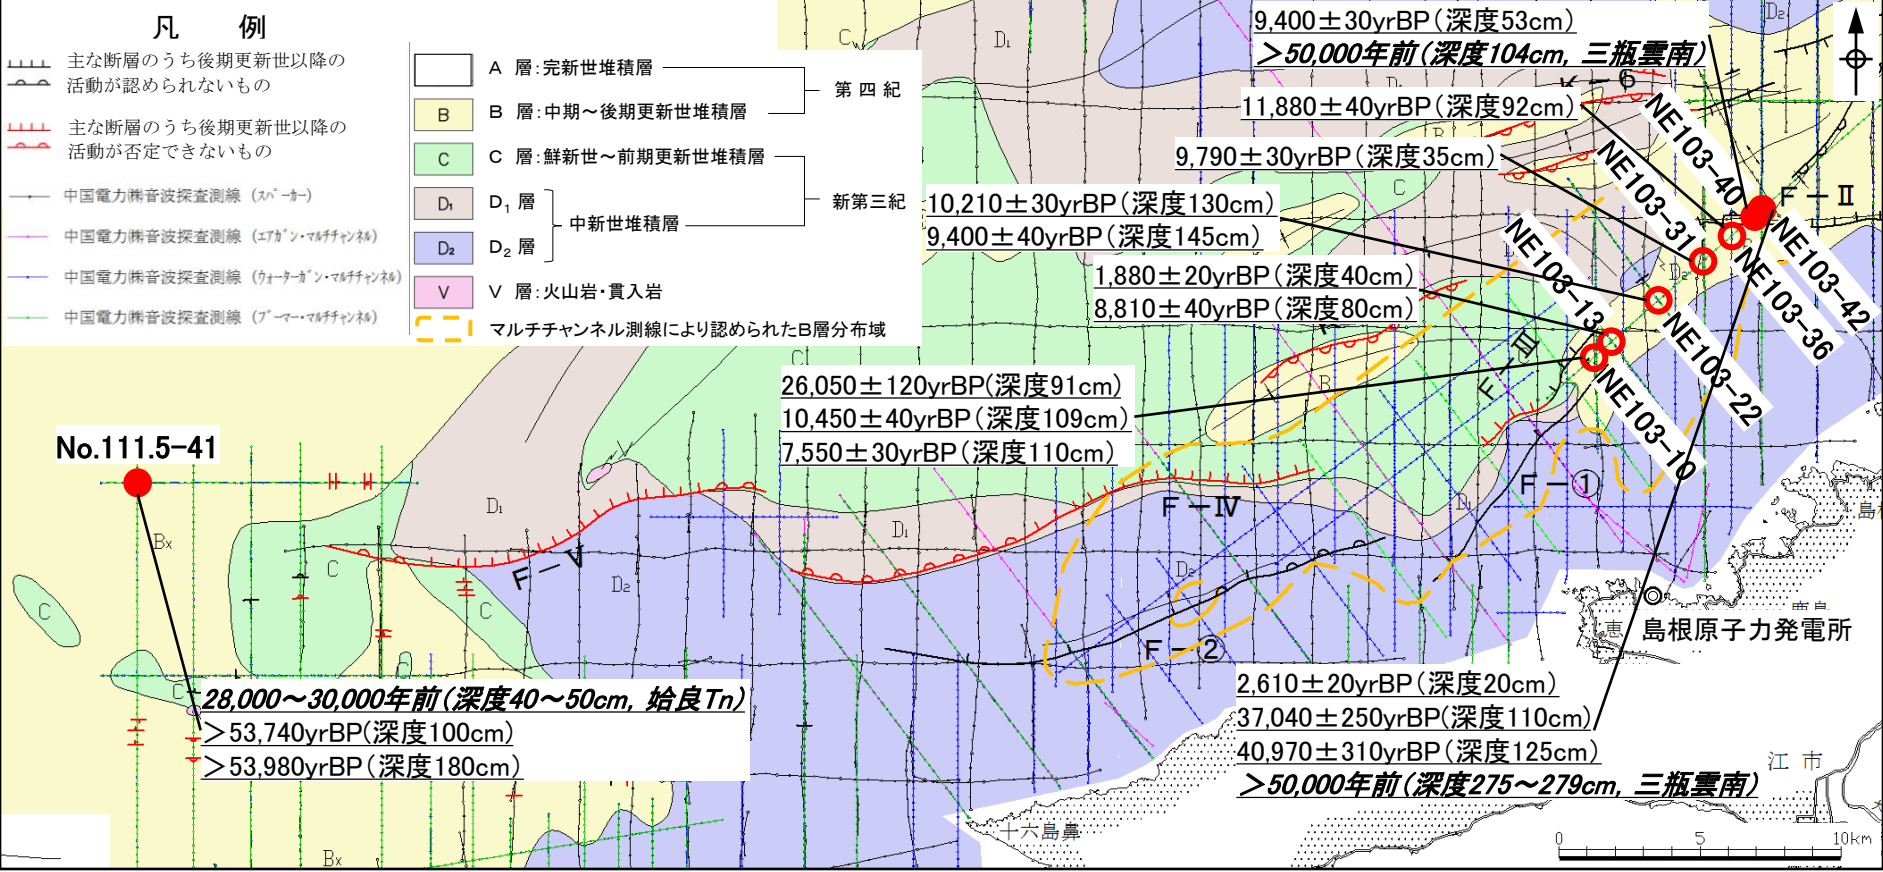 凡 例
主な断層のうち後期更新世以降の
活動が認められないもの
主な断層のうち後期更新世以降の
活動が否定できないもの
中国電力㈱音波探査測線 (スパーカー)
中国電力㈱音波探査測線 (エアガン・マルチチャンネル)
中国電力㈱音波探査測線 (ウォーターガン・マルチチャンネル)
中国電力㈱音波探査測線 (ブーマー・マルチチャンネル)
A 層:完新世堆積層
B B 層:中期～後期更新世堆積層
第四紀
C C 層:鮮新世～前期更新世堆積層
D₁ D₁ 層
D₂ D₂ 層
中新世堆積層
新第三紀
V V 層:火山岩・貫入岩
マルチチャンネル測線により認められたB層分布域
9,400±30yrBP(深度53cm)
＞50,000年前(深度104cm, 三瓶雲南)
11,880±40yrBP(深度92cm)
9,790±30yrBP(深度35cm)
10,210±30yrBP(深度130cm)
9,400±40yrBP(深度145cm)
1,880±20yrBP(深度40cm)
8,810±40yrBP(深度80cm)
26,050±120yrBP(深度91cm)
10,450±40yrBP(深度109cm)
7,550±30yrBP(深度110cm)
K－6
NE103-40
NE103-31
NE103-13
F－Ⅱ
NE103-42
NE103-36
NE103-22
NE103-10
F－Ⅲ
No.111.5-41
F－Ⅴ
F－Ⅳ
F－①
F－②
C
D₁
D₂
D₁
C
B
C
D₂
C
B
V
D₁
D₁
D₁
Bx
C
C
C
D₂
D₂
C
C
Bx
島根原子力発電所
恵
鹿島
島根
28,000～30,000年前(深度40～50cm, 姶良Tn)
＞53,740yrBP(深度100cm)
＞53,980yrBP(深度180cm)
2,610±20yrBP(深度20cm)
37,040±250yrBP(深度110cm)
40,970±310yrBP(深度125cm)
＞50,000年前(深度275～279cm, 三瓶雲南)
江市
十六島鼻
0 5 10km